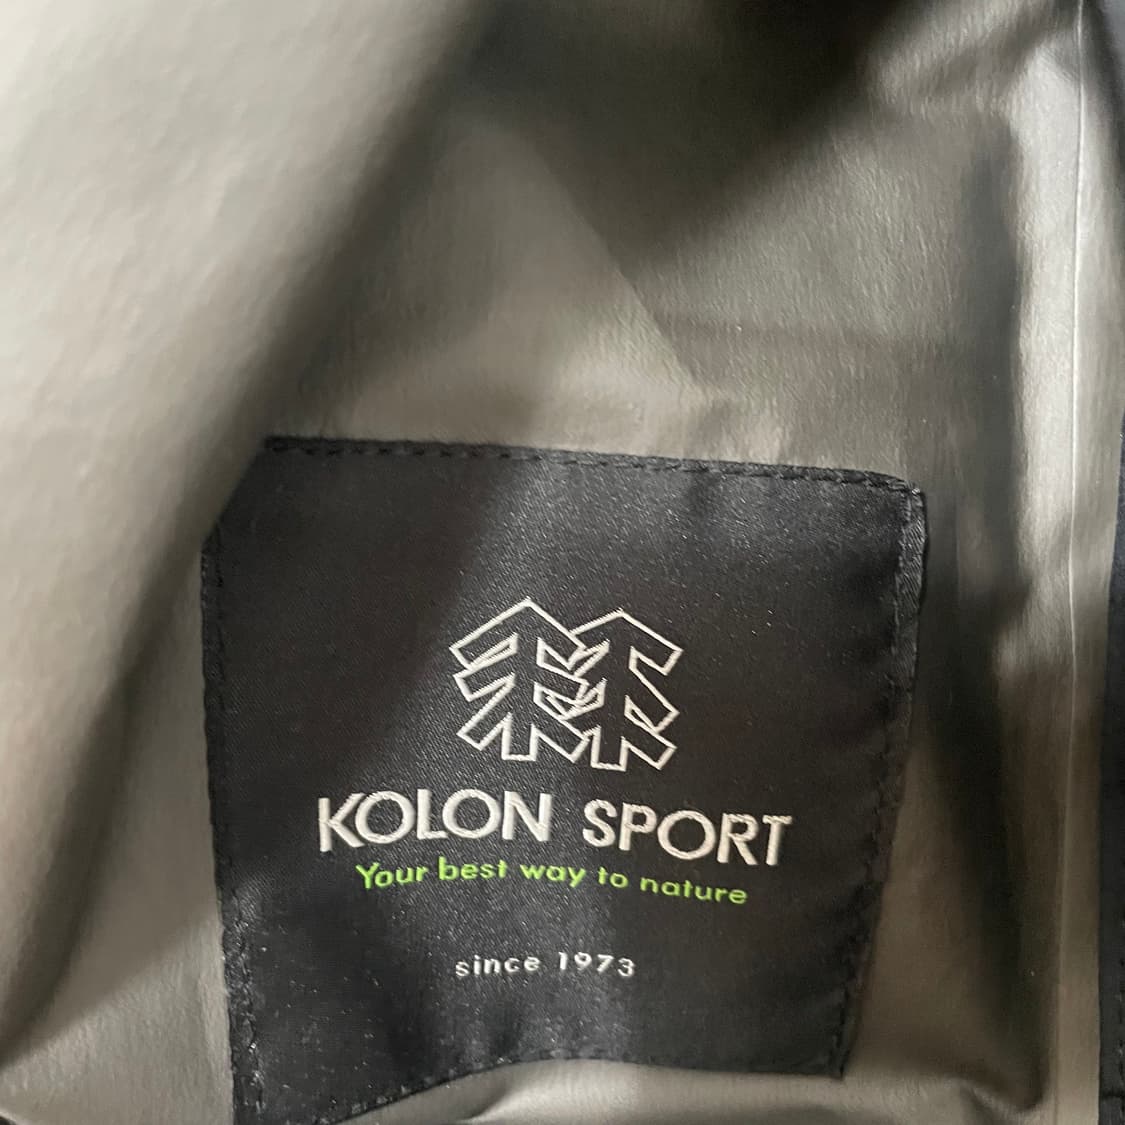 KOLON SPORT
Your best way to nature
since 1973